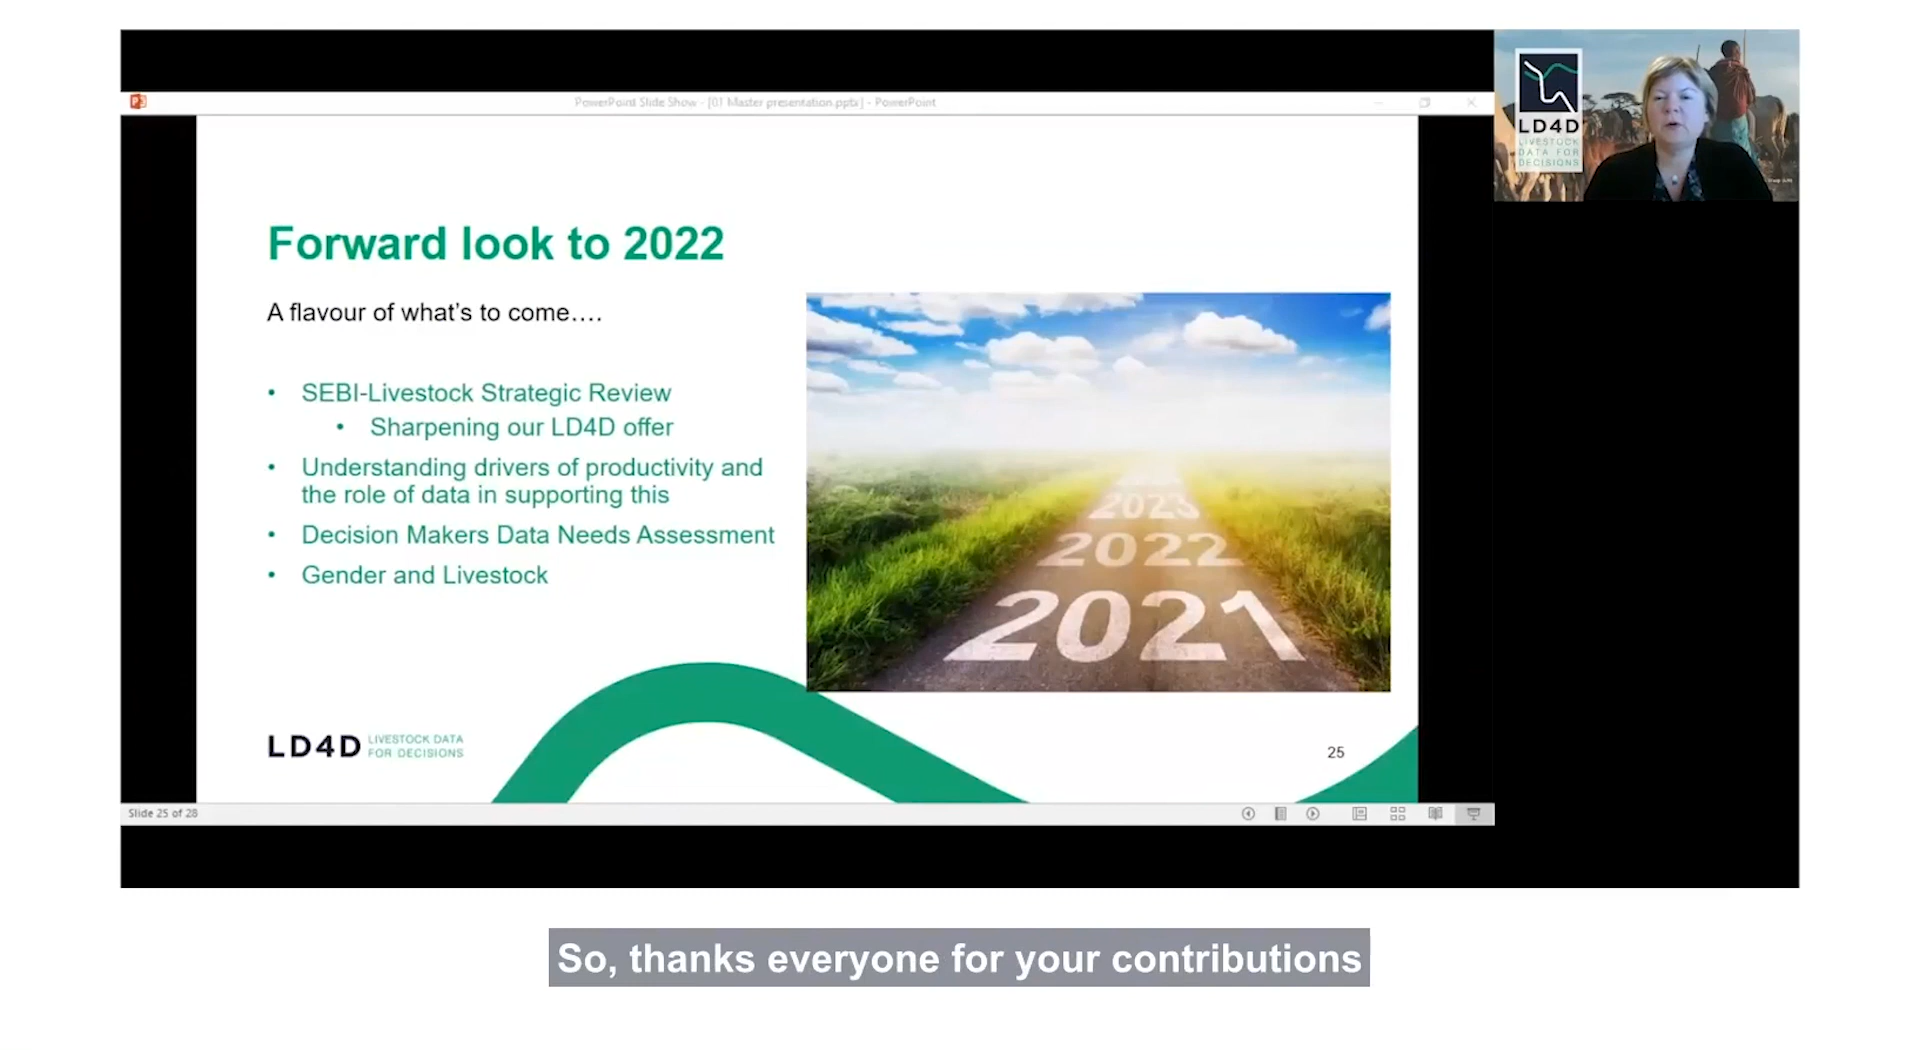 PowerPoint Slide Show - [01 Master presentation.pptx] - PowerPoint
LD4D
LIVESTOCK
DATA FOR
DECISIONS
Forward look to 2022
A flavour of what's to come....
• SEBI-Livestock Strategic Review
• Sharpening our LD4D offer
• Understanding drivers of productivity and
the role of data in supporting this
• Decision Makers Data Needs Assessment
• Gender and Livestock
2023
2022
2021
LD4D LIVESTOCK DATA
FOR DECISIONS
25
Slide 25 of 28
So, thanks everyone for your contributions